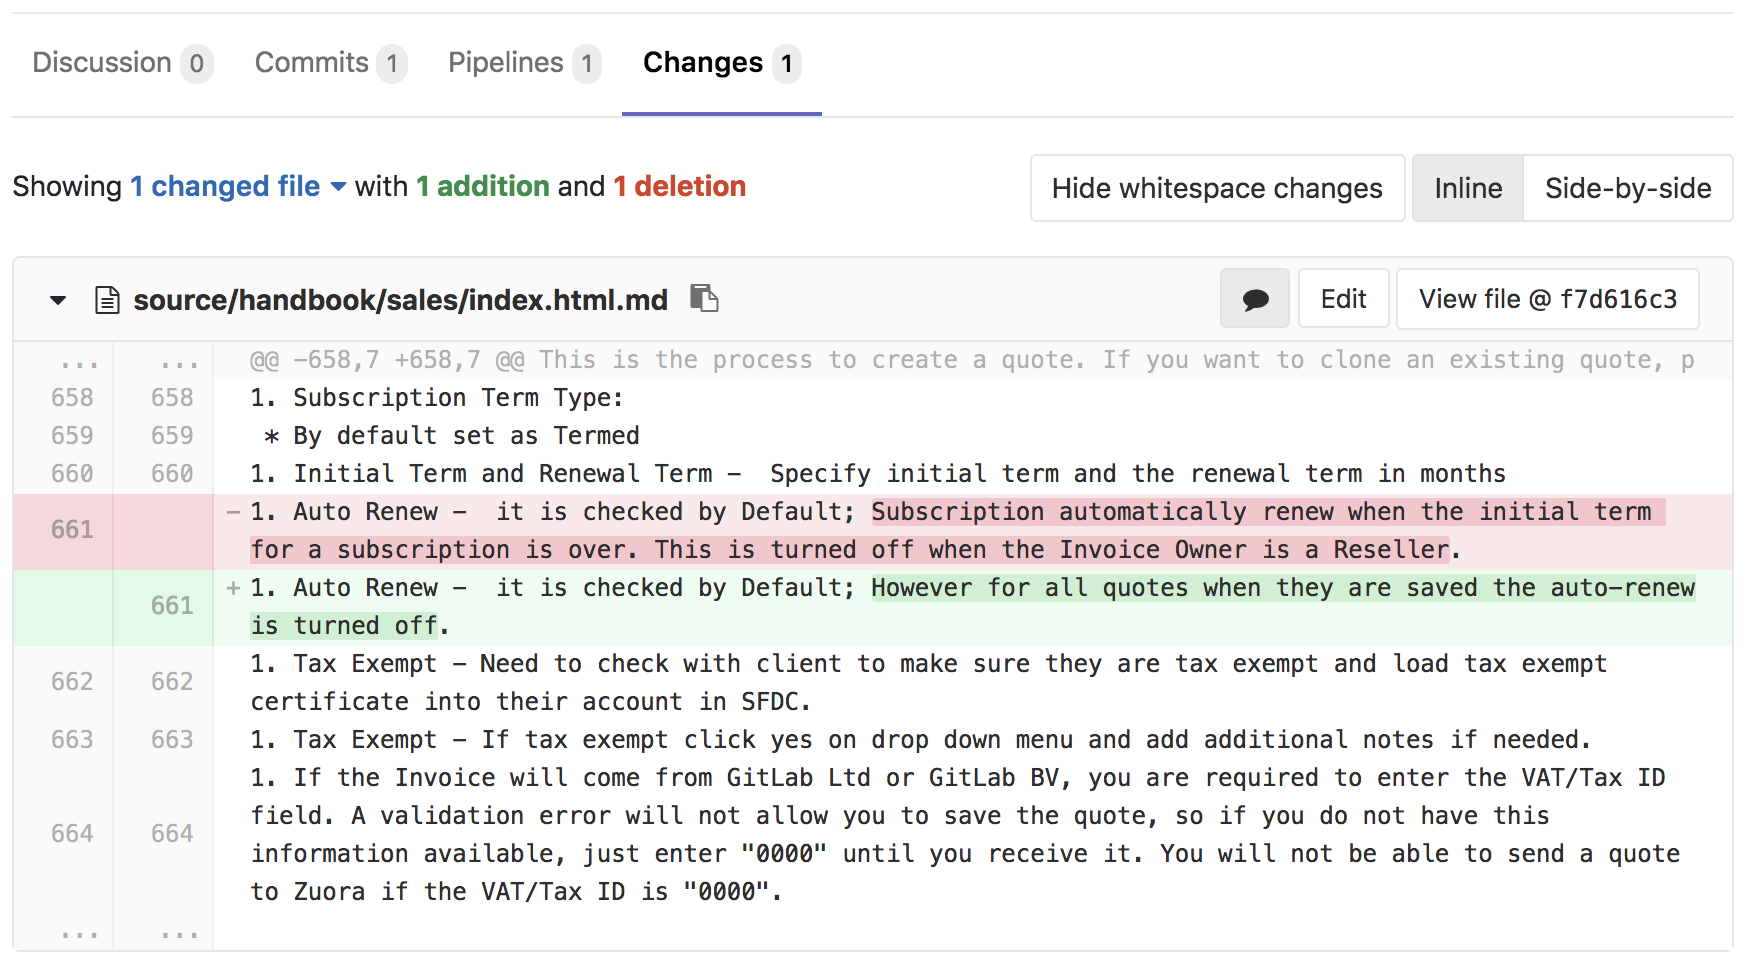 Discussion 0 Commits 1 Pipelines 1 Changes 1
Showing 1 changed file with 1 addition and 1 deletion Hide whitespace changes Inline Side-by-side
source/handbook/sales/index.html.md Edit View file @ f7d616c3
... ... @@ -658,7 +658,7 @@ This is the process to create a quote. If you want to clone an existing quote, p
658 658 1. Subscription Term Type:
659 659 * By default set as Termed
660 660 1. Initial Term and Renewal Term -  Specify initial term and the renewal term in months
661 - 1. Auto Renew -  it is checked by Default; Subscription automatically renew when the initial term
for a subscription is over. This is turned off when the Invoice Owner is a Reseller.
661 + 1. Auto Renew -  it is checked by Default; However for all quotes when they are saved the auto-renew
is turned off.
662 662 1. Tax Exempt - Need to check with client to make sure they are tax exempt and load tax exempt
certificate into their account in SFDC.
663 663 1. Tax Exempt - If tax exempt click yes on drop down menu and add additional notes if needed.
664 664 1. If the Invoice will come from GitLab Ltd or GitLab BV, you are required to enter the VAT/Tax ID
field. A validation error will not allow you to save the quote, so if you do not have this
information available, just enter "0000" until you receive it. You will not be able to send a quote
to Zuora if the VAT/Tax ID is "0000".
... ...